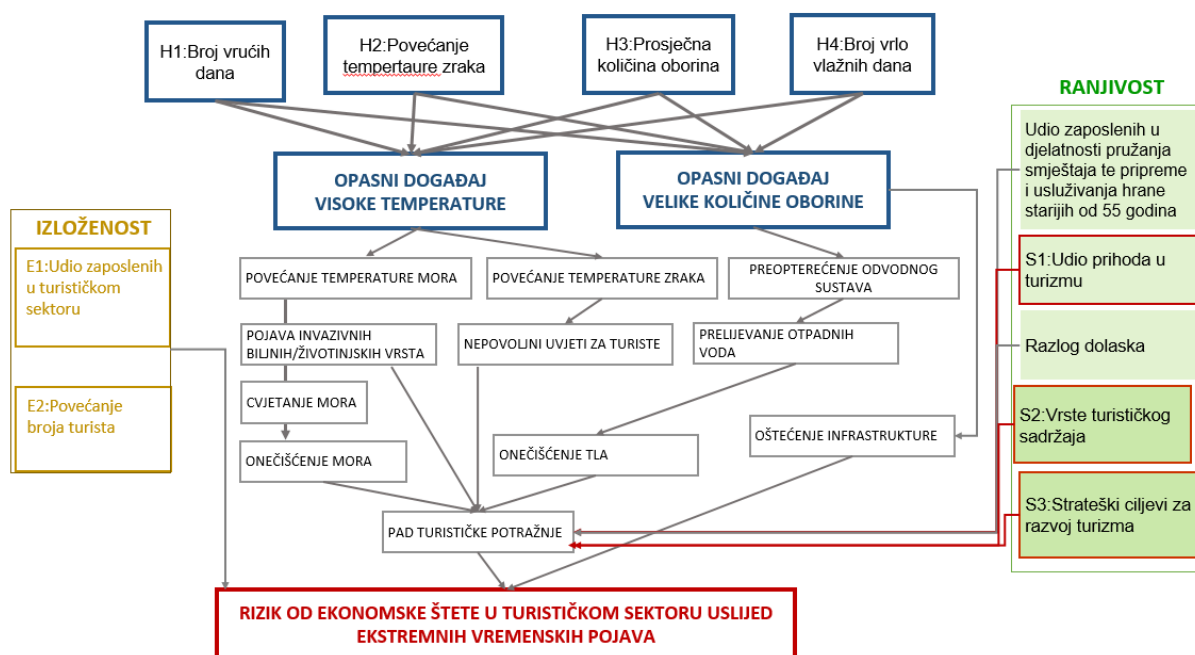 H1:Broj vrućih
dana
H2:Povećanje
tempertaure zraka
H3:Prosječna
količina oborina
H4:Broj vrlo
vlažnih dana
RANJIVOST
Udio zaposlenih u
djelatnosti pružanja
smještaja te pripreme
i usluživanja hrane
starijih od 55 godina
S1:Udio prihoda u
turizmu
Razlog dolaska
S2:Vrste turističkog
sadržaja
S3:Strateški ciljevi za
razvoj turizma
OPASNI DOGAĐAJ
VISOKE TEMPERATURE
OPASNI DOGAĐAJ
VELIKE KOLIČINE OBORINE
IZLOŽENOST
E1:Udio zaposlenih
u turističkom
sektoru
E2:Povećanje
broja turista
POVEĆANJE TEMPERATURE MORA
POVEĆANJE TEMPERATURE ZRAKA
PREOPTEREĆENJE ODVODNOG
SUSTAVA
POJAVA INVAZIVNIH
BILJNIH/ŽIVOTINJSKIH VRSTA
NEPOVOLJNI UVJETI ZA TURISTE
PRELIJEVANJE OTPADNIH
VODA
CVJETANJE MORA
ONEČIŠĆENJE MORA
ONEČIŠĆENJE TLA
OŠTEĆENJE INFRASTRUKTURE
PAD TURISTIČKE POTRAŽNJE
RIZIK OD EKONOMSKE ŠTETE U TURISTIČKOM SEKTORU USLIJED
EKSTREMNIH VREMENSKIH POJAVA